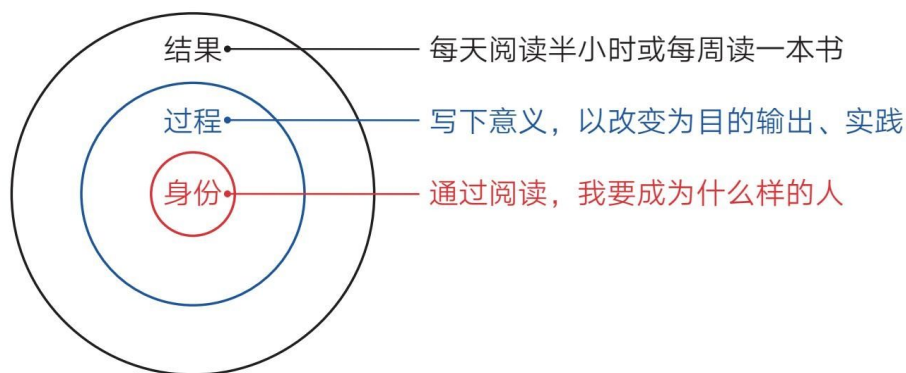 结果 每天阅读半小时或每周读一本书
过程 写下意义，以改变为目的输出、实践
身份 通过阅读，我要成为什么样的人